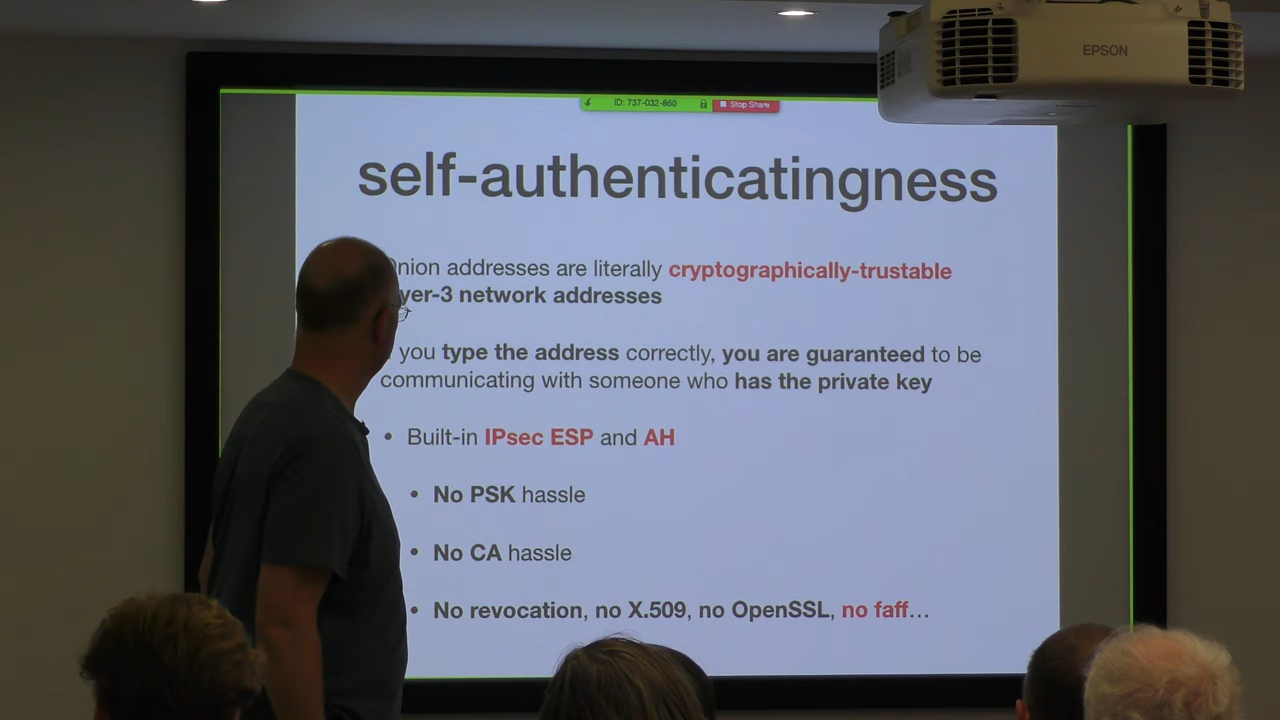 EPSON
ID: 737-032-860 Stop Share
self-authenticatingness
nion addresses are literally cryptographically-trustable
yer-3 network addresses
you type the address correctly, you are guaranteed to be
communicating with someone who has the private key
• Built-in IPsec ESP and AH
• No PSK hassle
• No CA hassle
• No revocation, no X.509, no OpenSSL, no faff…